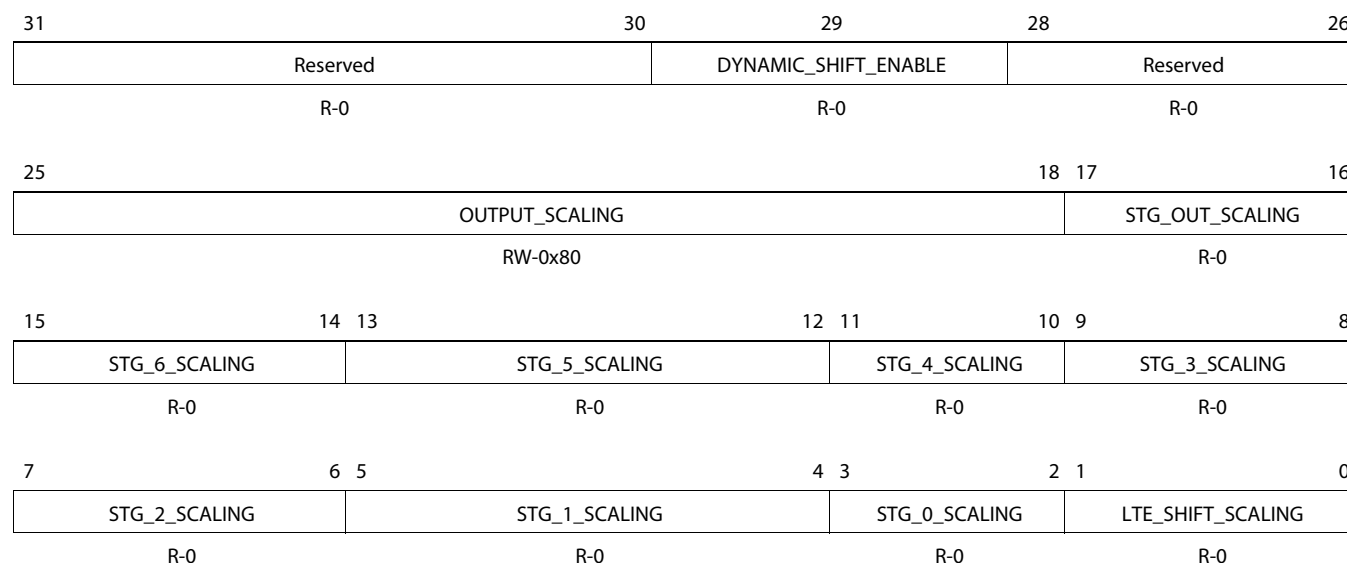 31 30 29 28 26
Reserved DYNAMIC_SHIFT_ENABLE Reserved
R-0 R-0 R-0
25 18 17 16
OUTPUT_SCALING STG_OUT_SCALING
RW-0x80 R-0
15 14 13 12 11 10 9 8
STG_6_SCALING STG_5_SCALING STG_4_SCALING STG_3_SCALING
R-0 R-0 R-0 R-0
7 6 5 4 3 2 1 0
STG_2_SCALING STG_1_SCALING STG_0_SCALING LTE_SHIFT_SCALING
R-0 R-0 R-0 R-0